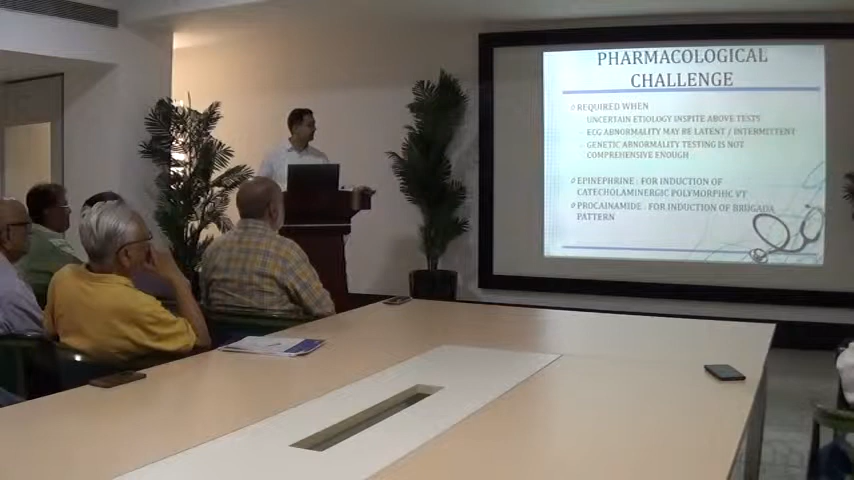 PHARMACOLOGICAL
CHALLENGE
REQUIRED WHEN
UNCERTAIN ETIOLOGY INSPITE ABOVE TESTS
ECG ABNORMALITY MAY BE LATENT / INTERMITTENT
GENETIC ABNORMALITY TESTING IS NOT
COMPREHENSIVE ENOUGH
EPINEPHRINE : FOR INDUCTION OF
CATECHOLAMINERGIC POLYMORPHIC VT
PROCAINAMIDE : FOR INDUCTION OF BRUGADA
PATTERN